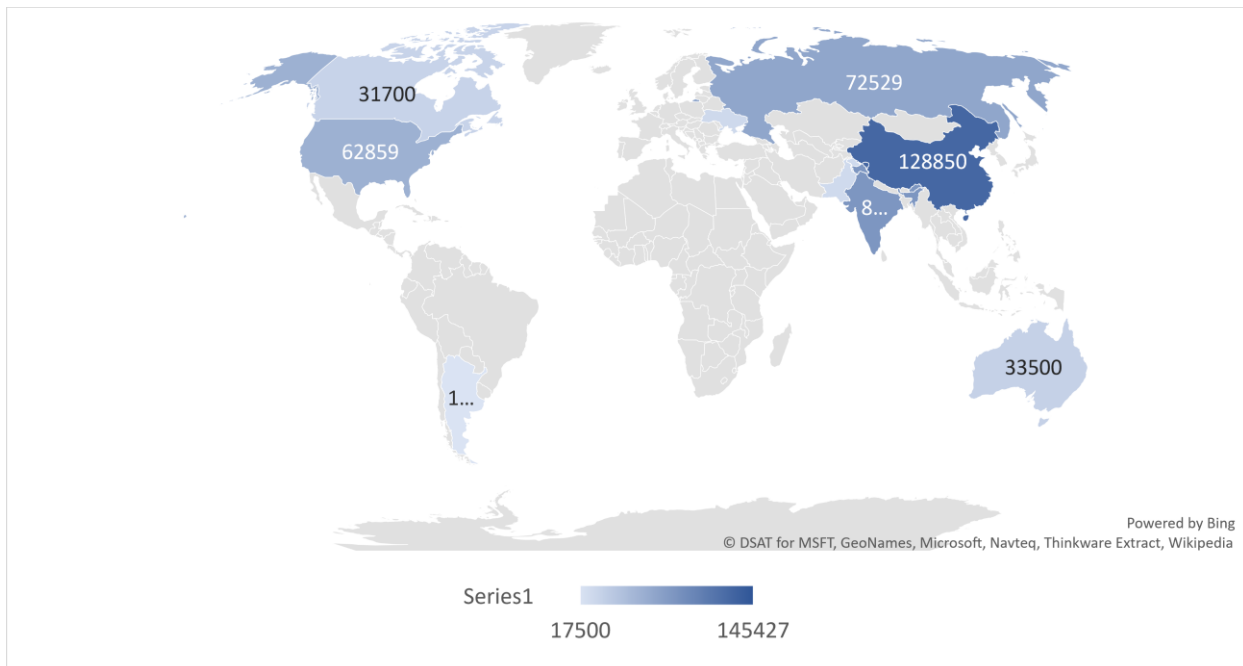 31700
72529
62859
128850
8...
33500
1...
Powered by Bing
© DSAT for MSFT, GeoNames, Microsoft, Navteq, Thinkware Extract, Wikipedia
Series1
17500 145427